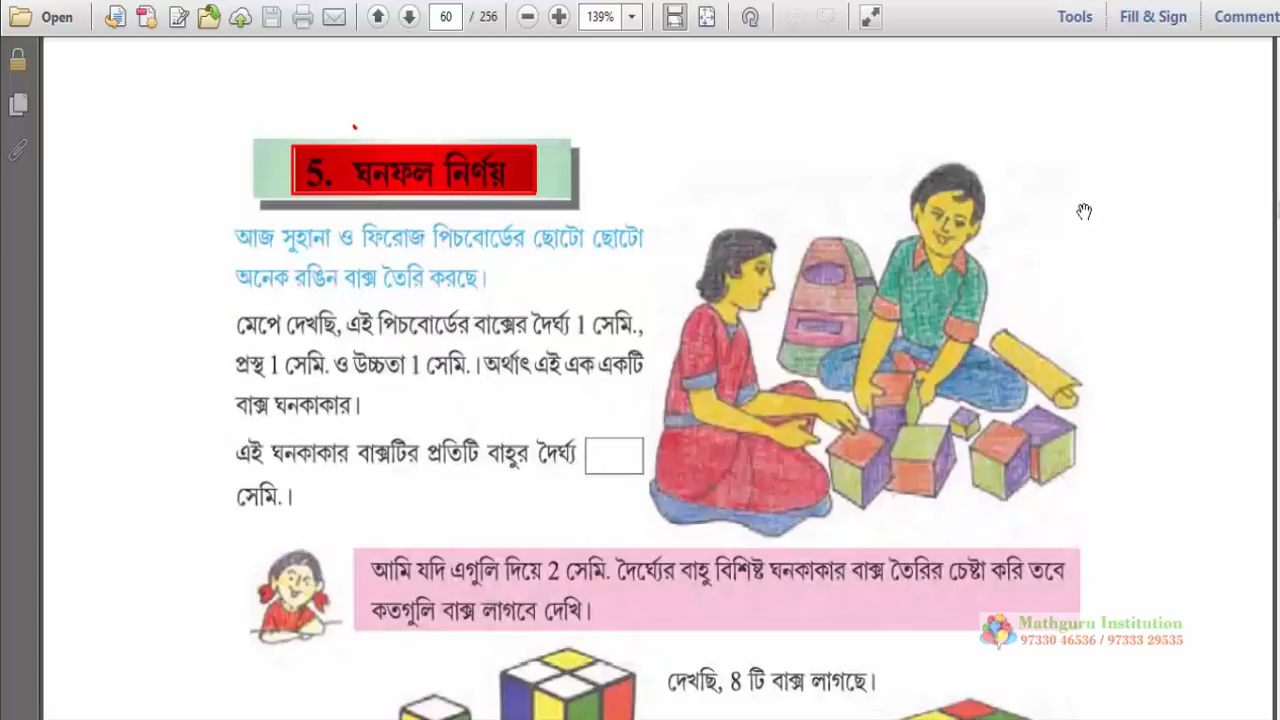 Open
60 / 256
139%
Tools
Fill & Sign
Comment
5. ঘনফল নির্ণয়
আজ সুহানা ও ফিরোজ পিচবোর্ডের ছোটো ছোটো
অনেক রঙিন বাক্স তৈরি করছে।
মেপে দেখছি, এই পিচবোর্ডের বাক্সের দৈর্ঘ্য 1 সেমি.,
প্রস্থ 1 সেমি. ও উচ্চতা 1 সেমি.। অর্থাৎ এই এক একটি
বাক্স ঘনকাকার।
এই ঘনকাকার বাক্সটির প্রতিটি বাহুর দৈর্ঘ্য
সেমি.।
আমি যদি এগুলি দিয়ে 2 সেমি. দৈর্ঘ্যের বাহু বিশিষ্ট ঘনকাকার বাক্স তৈরির চেষ্টা করি তবে
কতগুলি বাক্স লাগবে দেখি।
Mathguru Institution
97330 46536 / 97333 29535
দেখছি, 8 টি বাক্স লাগছে।